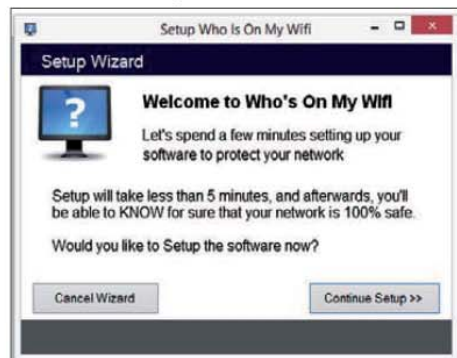 Setup Who Is On My Wifi
Setup Wizard
?
Welcome to Who's On My Wifi
Let's spend a few minutes setting up your
software to protect your network
Setup will take less than 5 minutes, and afterwards, you'll
be able to KNOW for sure that your network is 100% safe.
Would you like to Setup the software now?
Cancel Wizard
Continue Setup >>